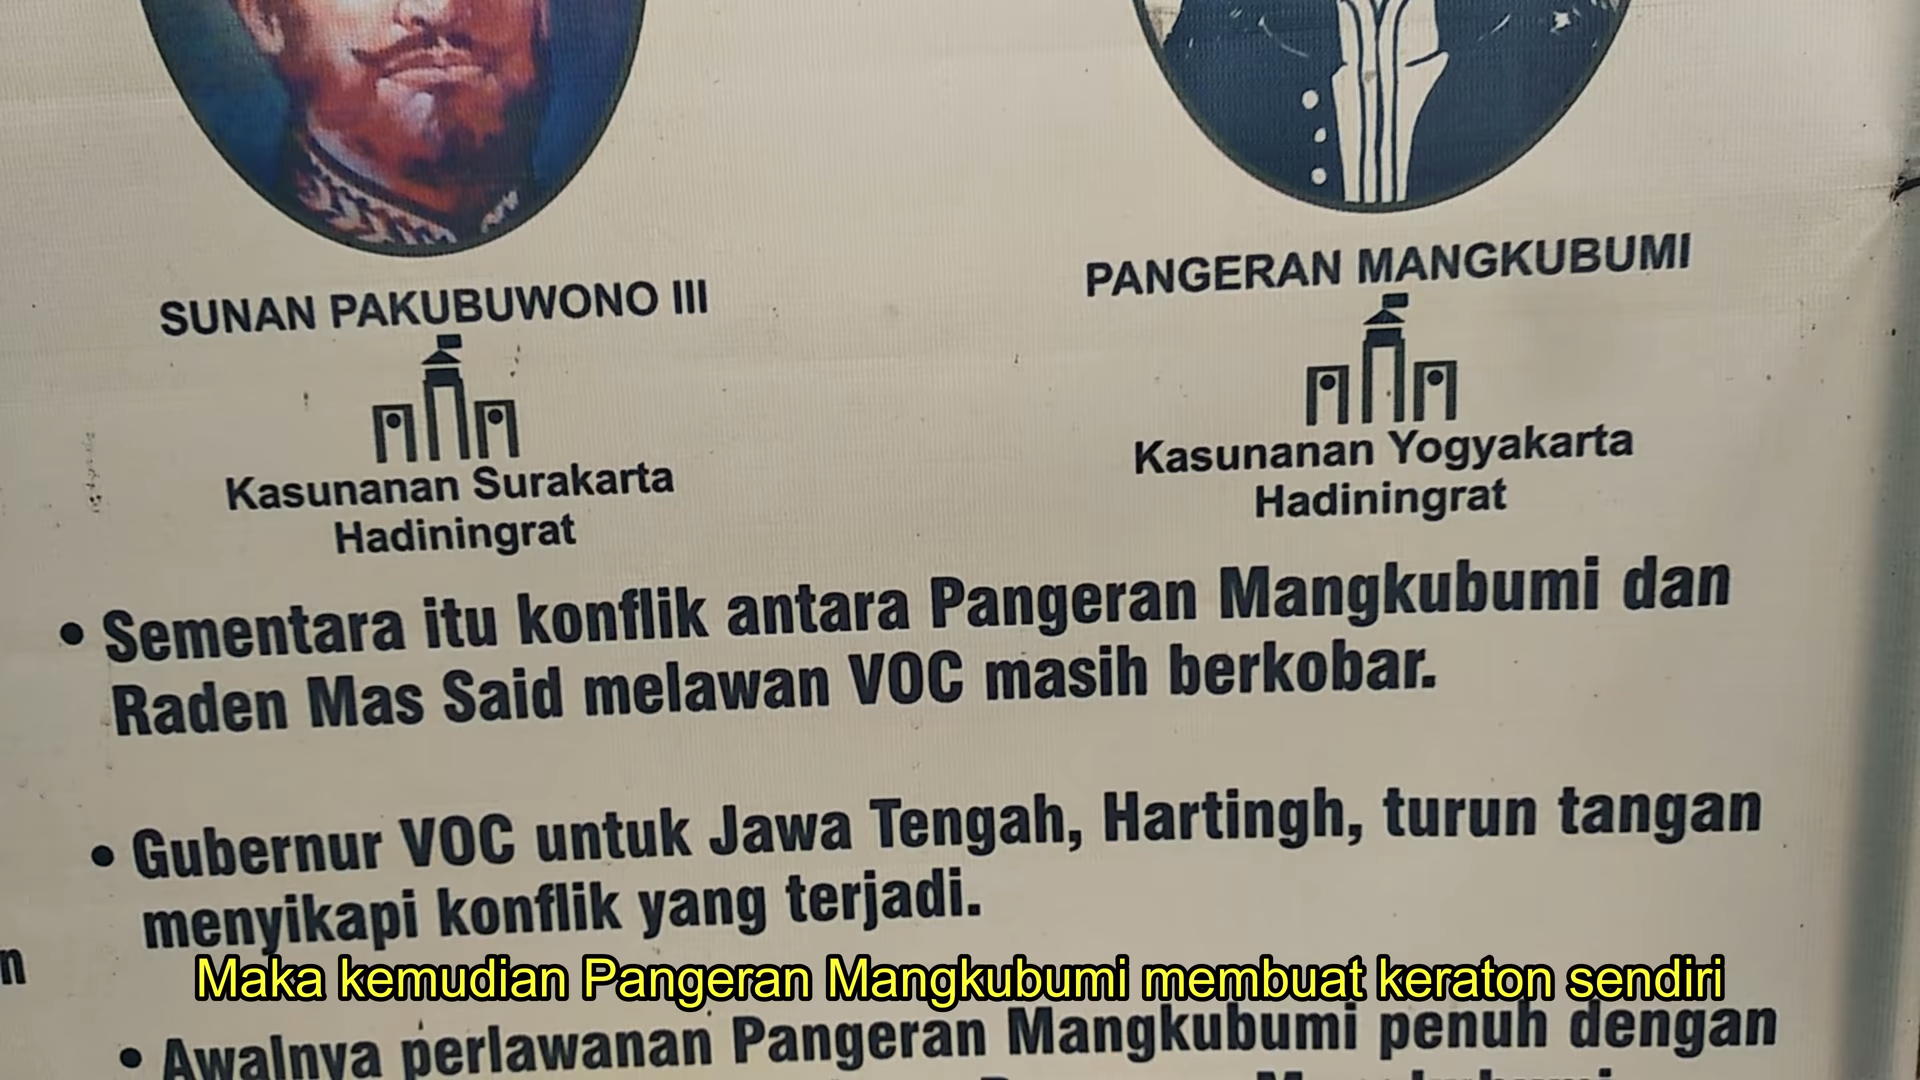 SUNAN PAKUBUWONO III
Kasunanan Surakarta
Hadiningrat
PANGERAN MANGKUBUMI
Kasunanan Yogyakarta
Hadiningrat
• Sementara itu konflik antara Pangeran Mangkubumi dan
Raden Mas Said melawan VOC masih berkobar.
• Gubernur VOC untuk Jawa Tengah, Hartingh, turun tangan
menyikapi konflik yang terjadi.
n
Maka kemudian Pangeran Mangkubumi membuat keraton sendiri
• Awalnya perlawanan Pangeran Mangkubumi penuh dengan